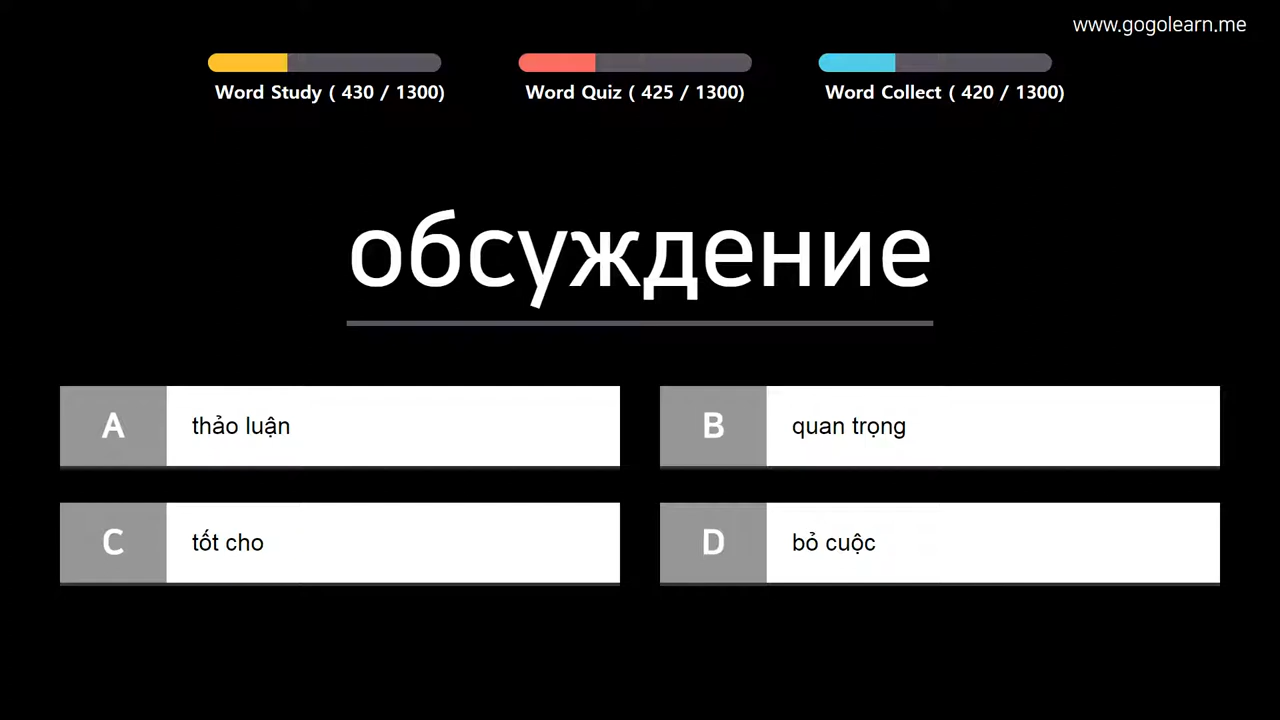 www.gogolearn.me
Word Study ( 430 / 1300)
Word Quiz ( 425 / 1300)
Word Collect ( 420 / 1300)
обсуждение
A thảo luận
B quan trọng
C tốt cho
D bỏ cuộc